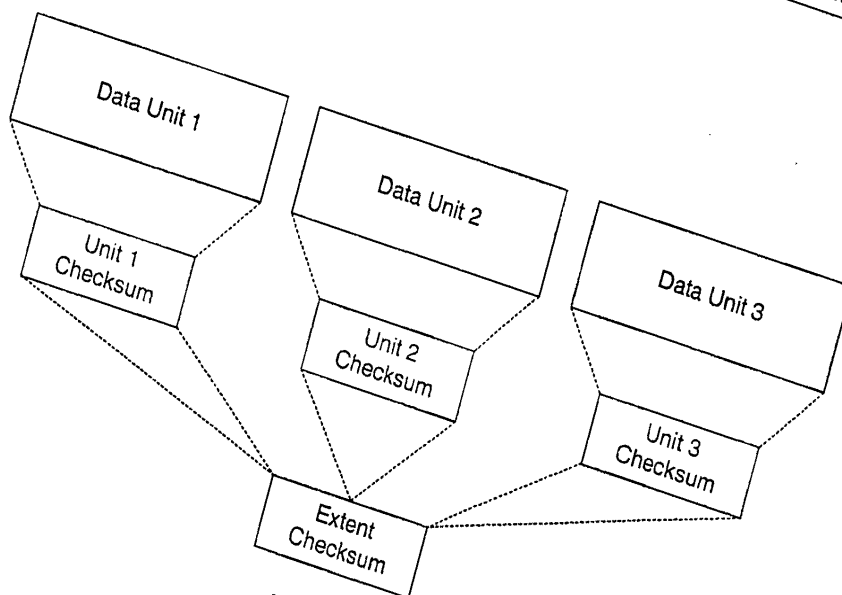 Data Unit 1
Data Unit 2
Data Unit 3
Unit 1
Checksum
Unit 2
Checksum
Unit 3
Checksum
Extent
Checksum